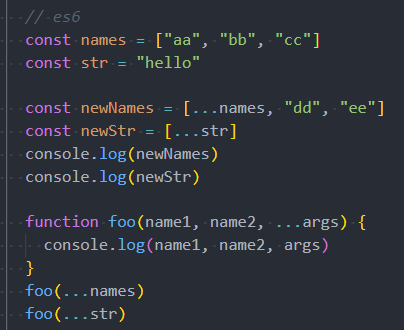 // es6
const names = ["aa", "bb", "cc"]
const str = "hello"
const newNames = [...names, "dd", "ee"]
const newStr = [...str]
console.log(newNames)
console.log(newStr)
function foo(name1, name2, ...args) {
  console.log(name1, name2, args)
}
foo(...names)
foo(...str)